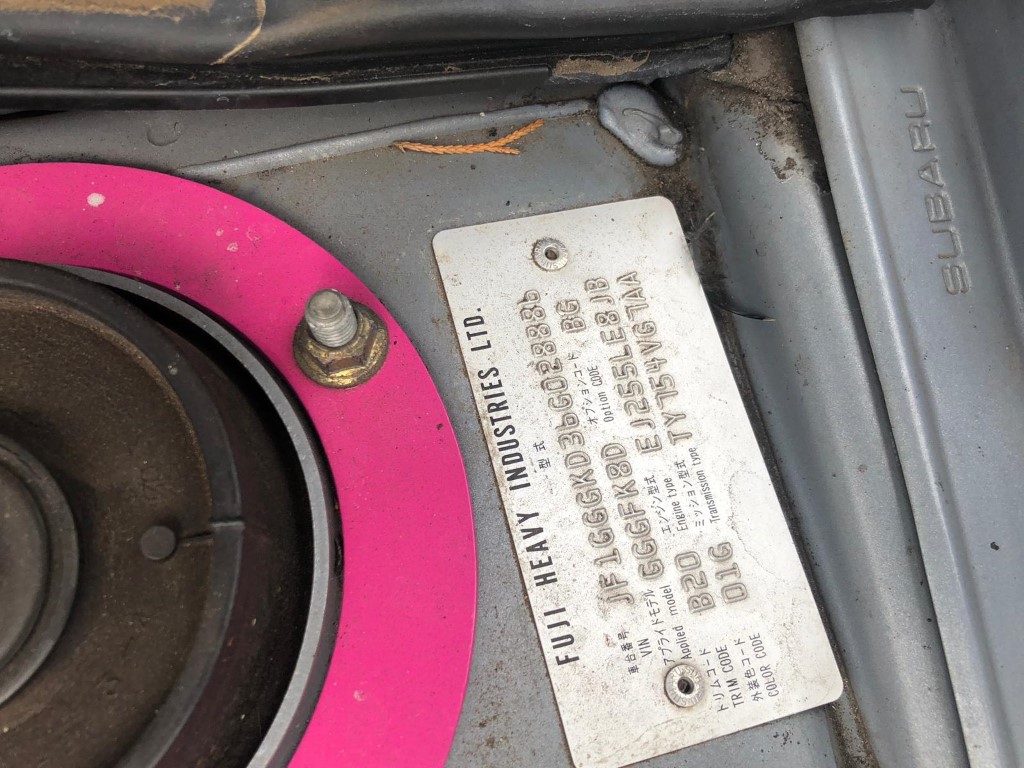 FUJI HEAVY INDUSTRIES LTD.
型式
車台番号
VIN
JF1GGGKD36G028886
アプライドモデル
Applied model
GGGFK8D
オプションコード
Option CODE
BG
エンジン型式
Engine type
EJ255LE8JB
トリムコード
TRIM CODE
B20
ミッション型式
Transmission type
TY754VG7AA
外装色コード
COLOR CODE
D1G
SUBARU